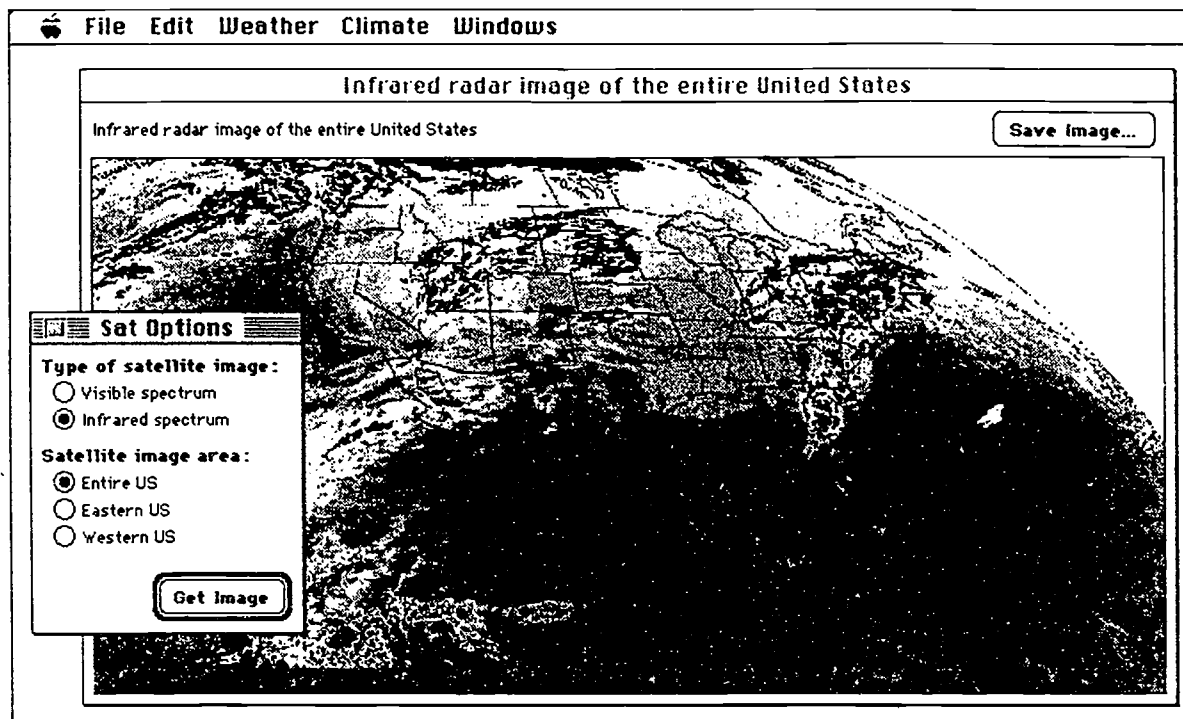 File Edit Weather Climate Windows
Infrared radar image of the entire United States
Infrared radar image of the entire United States
Save Image...
Sat Options
Type of satellite image:
Visible spectrum
Infrared spectrum
Satellite image area:
Entire US
Eastern US
Western US
Get Image